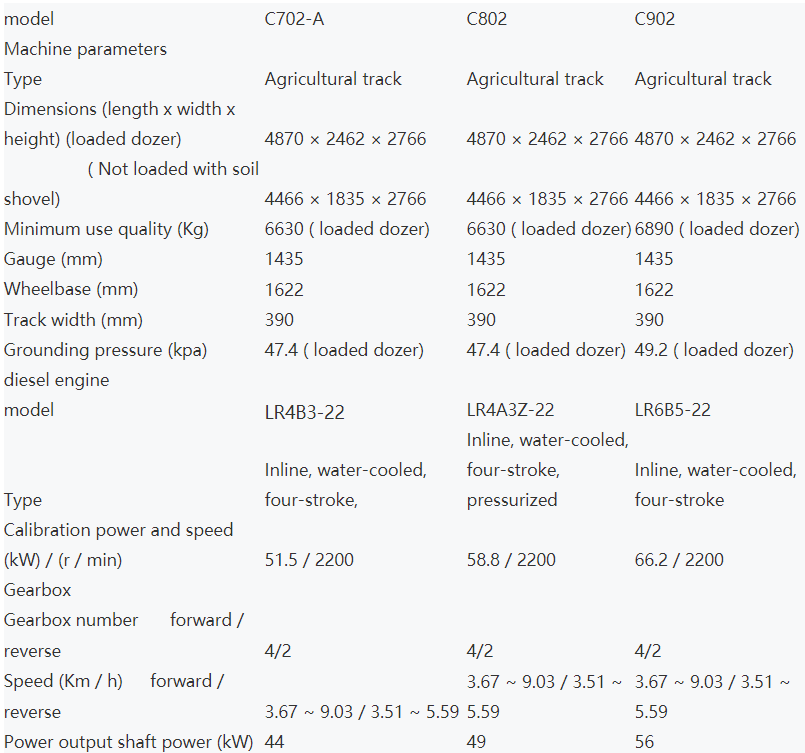 model C702-A C802 C902
Machine parameters
Type Agricultural track Agricultural track Agricultural track
Dimensions (length x width x
height) (loaded dozer) 4870 × 2462 × 2766 4870 × 2462 × 2766 4870 × 2462 × 2766
( Not loaded with soil
shovel) 4466 × 1835 × 2766 4466 × 1835 × 2766 4466 × 1835 × 2766
Minimum use quality (Kg) 6630 ( loaded dozer) 6630 ( loaded dozer) 6890 ( loaded dozer)
Gauge (mm) 1435 1435 1435
Wheelbase (mm) 1622 1622 1622
Track width (mm) 390 390 390
Grounding pressure (kpa) 47.4 ( loaded dozer) 47.4 ( loaded dozer) 49.2 ( loaded dozer)
diesel engine
model LR4B3-22 LR4A3Z-22 LR6B5-22
Inline, water-cooled,
Inline, water-cooled, four-stroke, Inline, water-cooled,
Type four-stroke, pressurized four-stroke
Calibration power and speed
(kW) / (r / min) 51.5 / 2200 58.8 / 2200 66.2 / 2200
Gearbox
Gearbox number forward /
reverse 4/2 4/2 4/2
Speed (Km / h) forward / 3.67 ~ 9.03 / 3.51 ~ 3.67 ~ 9.03 / 3.51 ~
reverse 3.67 ~ 9.03 / 3.51 ~ 5.59 5.59 5.59
Power output shaft power (kW) 44 49 56